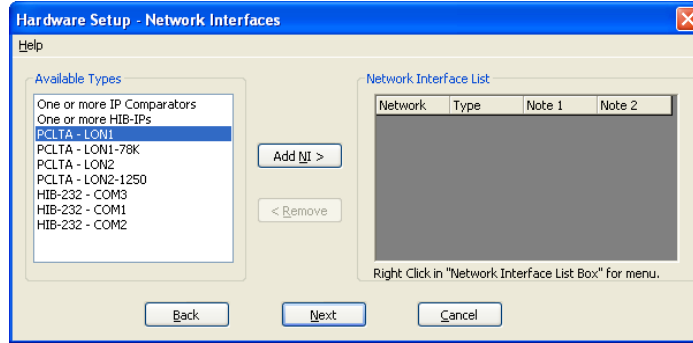 Hardware Setup - Network Interfaces
Help
Available Types
One or more IP Comparators
One or more HIB-IPs
PCLTA - LON1
PCLTA - LON1-78K
PCLTA - LON2
PCLTA - LON2-1250
HIB-232 - COM3
HIB-232 - COM1
HIB-232 - COM2
Add NI >
< Remove
Network Interface List
Network Type Note 1 Note 2
Right Click in "Network Interface List Box" for menu.
Back Next Cancel